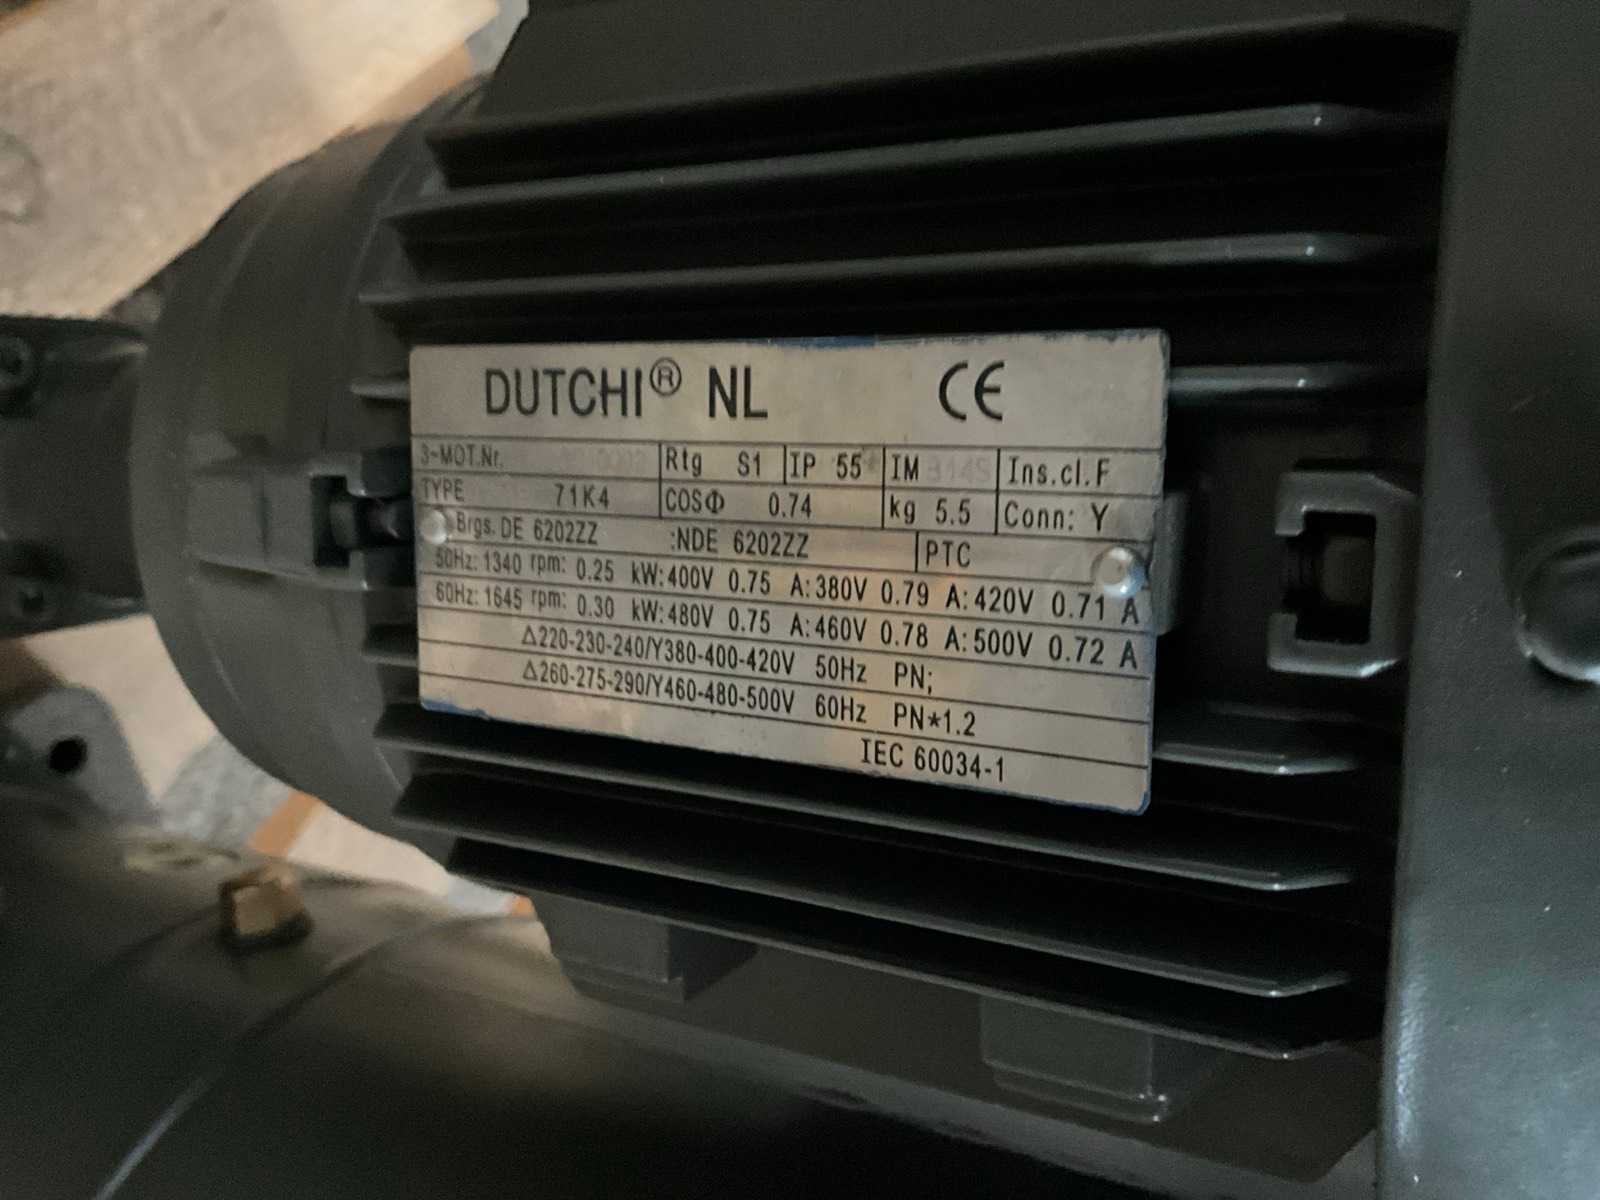 DUTCHI® NL CE
3~MOT.Nr. Rtg S1 IP 55 IM Ins.cl.F
TYPE 71K4 COSΦ 0.74 kg 5.5 Conn: Y
Brgs. DE 6202ZZ :NDE 6202ZZ PTC
50Hz: 1340 rpm: 0.25 kW:400V 0.75 A:380V 0.79 A:420V 0.71 A
60Hz: 1645 rpm: 0.30 kW:480V 0.75 A:460V 0.78 A:500V 0.72 A
Δ220-230-240/Y380-400-420V 50Hz PN;
Δ260-275-290/Y460-480-500V 60Hz PN*1.2
IEC 60034-1